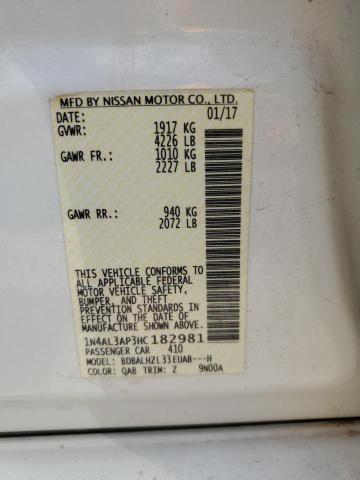 MFD BY NISSAN MOTOR CO., LTD.
DATE: 01/17
GVWR: 1917 KG
4226 LB
GAWR FR.: 1010 KG
2227 LB
GAWR RR.: 940 KG
2072 LB
THIS VEHICLE CONFORMS TO
ALL APPLICABLE FEDERAL
MOTOR VEHICLE SAFETY,
BUMPER, AND THEFT
PREVENTION STANDARDS IN
EFFECT ON THE DATE OF
MANUFACTURE SHOWN ABOVE.
1N4AL3AP3HC182981
PASSENGER CAR 410
MODEL: BDBALHZL33EUAB---H
COLOR: QAB TRIM: Z 9N00A